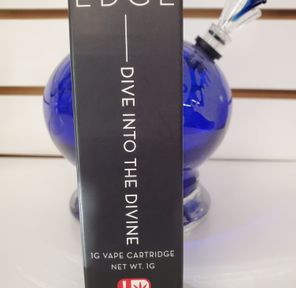 EDGE
DIVE INTO THE DIVINE
1G VAPE CARTRIDGE
NET WT. 1G